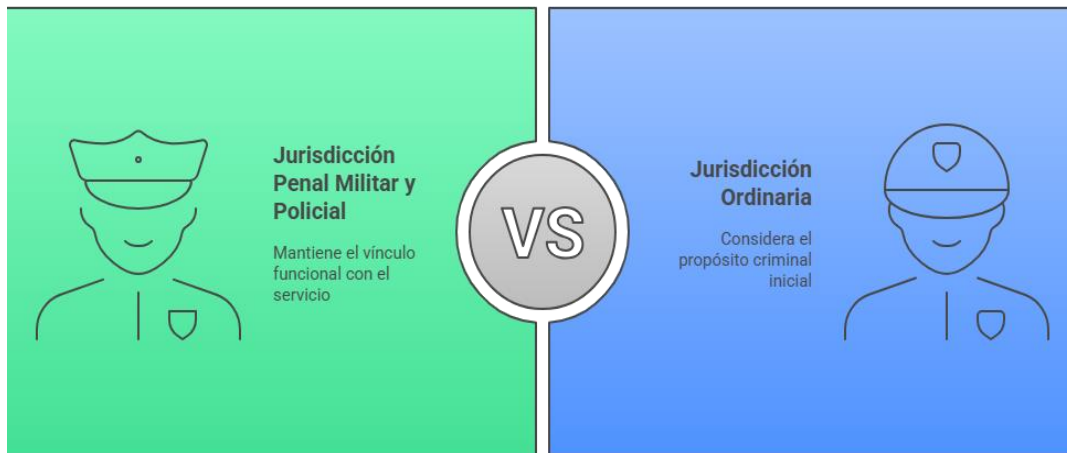 Jurisdicción
Penal Militar y
Policial
Mantiene el vínculo
funcional con el
servicio
VS
Jurisdicción
Ordinaria
Considera el
propósito criminal
inicial